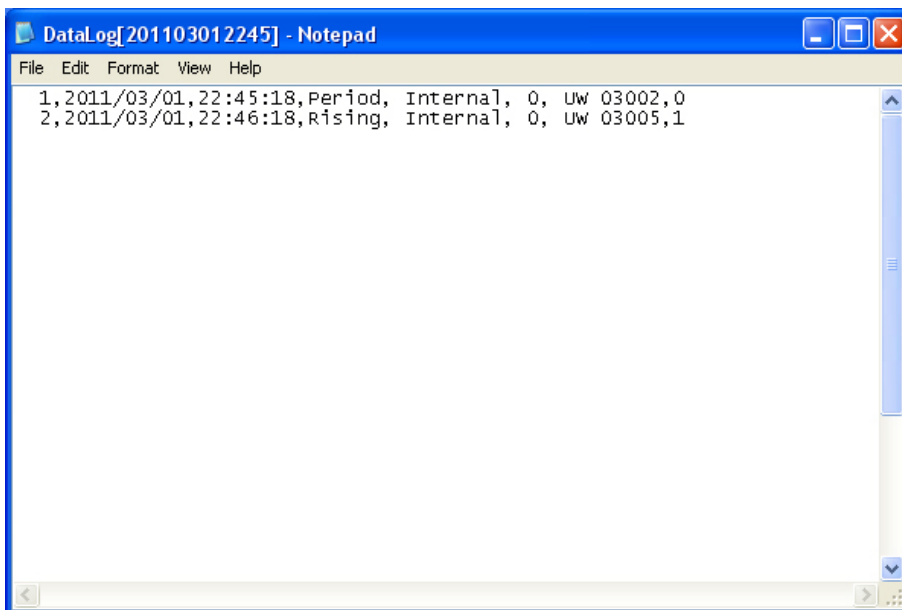 DataLog[201103012245] - Notepad
File Edit Format View Help
1,2011/03/01,22:45:18,Period, Internal, 0, UW 03002,0
2,2011/03/01,22:46:18,Rising, Internal, 0, UW 03005,1